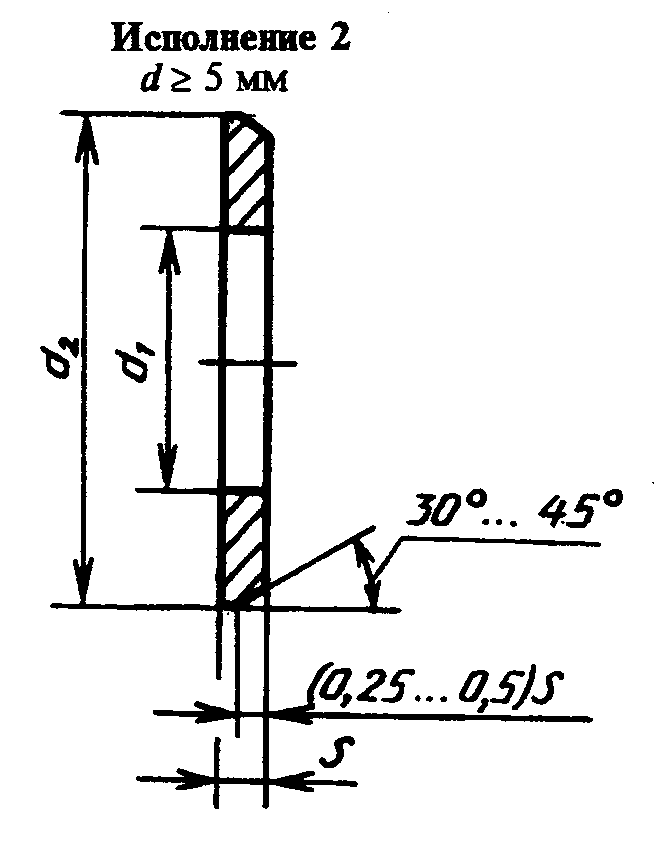 Исполнение 2
d ≥ 5 мм
d₂
d₁
30°... 45°
(0,25... 0,5)S
S